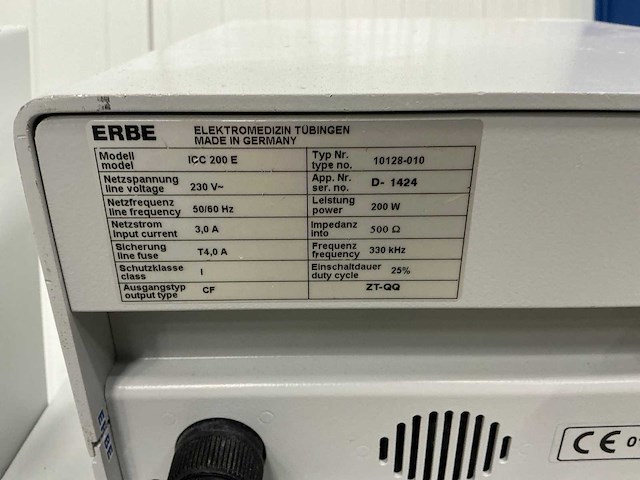 ERBE ELEKTROMEDIZIN TÜBINGEN
MADE IN GERMANY
Modell
model ICC 200 E
Typ Nr.
type no. 10128-010
Netzspannung
line voltage 230 V~
App. Nr.
ser. no. D- 1424
Netzfrequenz
line frequency 50/60 Hz
Leistung
power 200 W
Netzstrom
input current 3,0 A
Impedanz
into 500 Ω
Sicherung
line fuse T4,0 A
Frequenz
frequency 330 kHz
Schutzklasse
class I
Einschaltdauer
duty cycle 25%
Ausgangstyp
output type CF
ZT-QQ
ERBE
CE 0